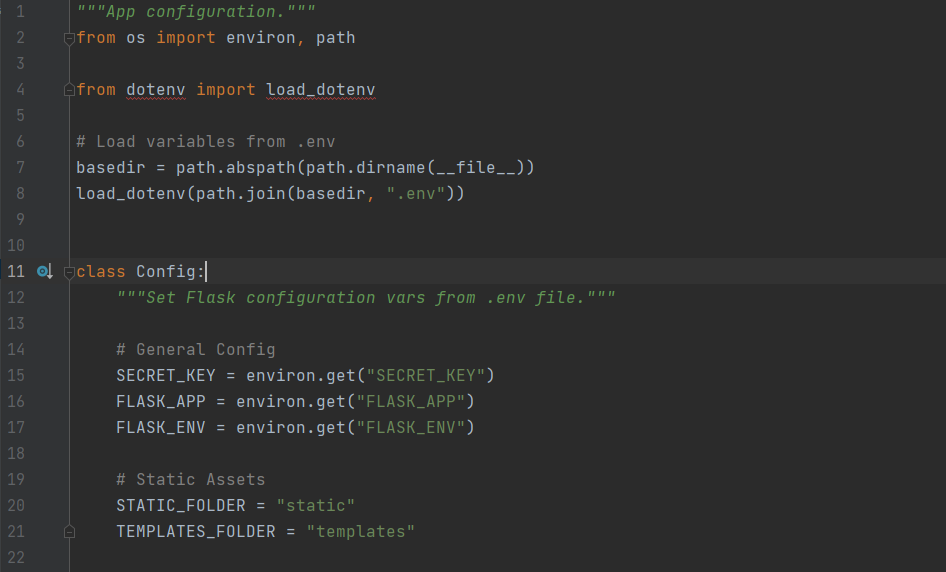 1 """App configuration."""
2 from os import environ, path
3
4 from dotenv import load_dotenv
5
6 # Load variables from .env
7 basedir = path.abspath(path.dirname(__file__))
8 load_dotenv(path.join(basedir, ".env"))
9
10
11 class Config:
12     """Set Flask configuration vars from .env file."""
13
14     # General Config
15     SECRET_KEY = environ.get("SECRET_KEY")
16     FLASK_APP = environ.get("FLASK_APP")
17     FLASK_ENV = environ.get("FLASK_ENV")
18
19     # Static Assets
20     STATIC_FOLDER = "static"
21     TEMPLATES_FOLDER = "templates"
22